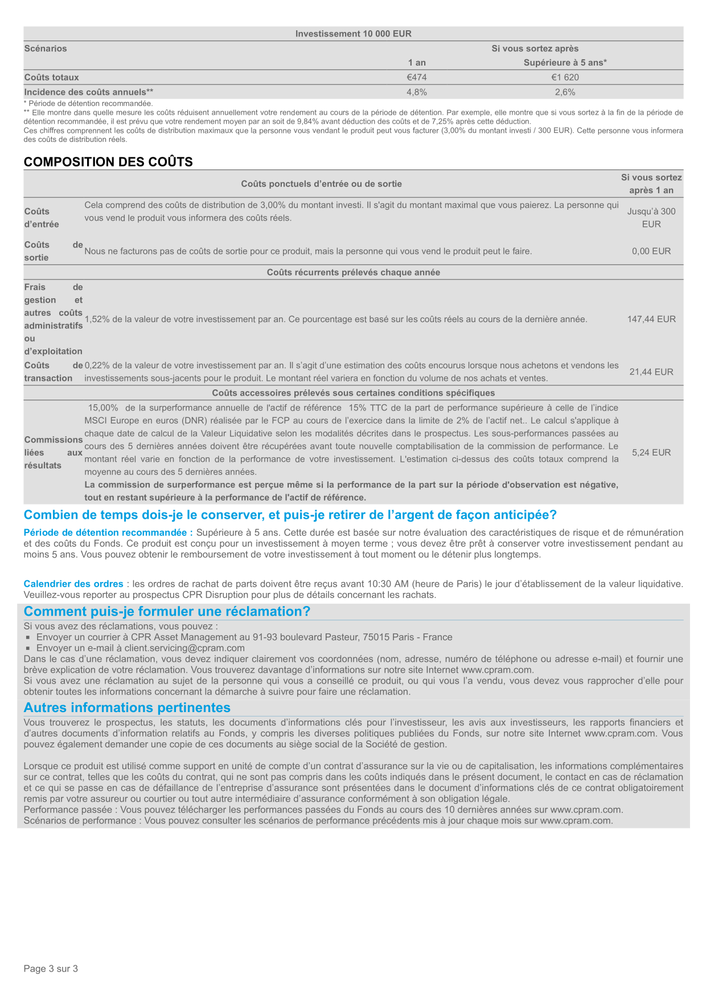 Investissement 10 000 EUR
Scénarios Si vous sortez après
1 an Supérieure à 5 ans*
Coûts totaux €474 €1 620
Incidence des coûts annuels** 4,8% 2,6%
* Période de détention recommandée.
** Elle montre dans quelle mesure les coûts réduisent annuellement votre rendement au cours de la période de détention. Par exemple, elle montre que si vous sortez à la fin de la période de
détention recommandée, il est prévu que votre rendement moyen par an soit de 9,84% avant déduction des coûts et de 7,25% après cette déduction.
Ces chiffres comprennent les coûts de distribution maximaux que la personne vous vendant le produit peut vous facturer (3,00% du montant investi / 300 EUR). Cette personne vous informera
des coûts de distribution réels.
COMPOSITION DES COÛTS
Coûts ponctuels d’entrée ou de sortie
Si vous sortez
après 1 an
Coûts
d’entrée
Cela comprend des coûts de distribution de 3,00% du montant investi. Il s'agit du montant maximal que vous paierez. La personne qui
vous vend le produit vous informera des coûts réels.
Jusqu’à 300
EUR
Coûts de
sortie
Nous ne facturons pas de coûts de sortie pour ce produit, mais la personne qui vous vend le produit peut le faire.
0,00 EUR
Coûts récurrents prélevés chaque année
Frais de
gestion et
autres coûts
administratifs
ou
d’exploitation
1,52% de la valeur de votre investissement par an. Ce pourcentage est basé sur les coûts réels au cours de la dernière année.
147,44 EUR
Coûts de
transaction
0,22% de la valeur de votre investissement par an. Il s’agit d’une estimation des coûts encourus lorsque nous achetons et vendons les
investissements sous-jacents pour le produit. Le montant réel variera en fonction du volume de nos achats et ventes.
21,44 EUR
Coûts accessoires prélevés sous certaines conditions spécifiques
Commissions
liées aux
résultats
15,00% de la surperformance annuelle de l'actif de référence 15% TTC de la part de performance supérieure à celle de l’indice
MSCI Europe en euros (DNR) réalisée par le FCP au cours de l’exercice dans la limite de 2% de l’actif net.. Le calcul s'applique à
chaque date de calcul de la Valeur Liquidative selon les modalités décrites dans le prospectus. Les sous-performances passées au
cours des 5 dernières années doivent être récupérées avant toute nouvelle comptabilisation de la commission de performance. Le
montant réel varie en fonction de la performance de votre investissement. L'estimation ci-dessus des coûts totaux comprend la
moyenne au cours des 5 dernières années.
La commission de surperformance est perçue même si la performance de la part sur la période d'observation est négative,
tout en restant supérieure à la performance de l'actif de référence.
5,24 EUR
Combien de temps dois-je le conserver, et puis-je retirer de l’argent de façon anticipée?
Période de détention recommandée : Supérieure à 5 ans. Cette durée est basée sur notre évaluation des caractéristiques de risque et de rémunération
et des coûts du Fonds. Ce produit est conçu pour un investissement à moyen terme ; vous devez être prêt à conserver votre investissement pendant au
moins 5 ans. Vous pouvez obtenir le remboursement de votre investissement à tout moment ou le détenir plus longtemps.
Calendrier des ordres : les ordres de rachat de parts doivent être reçus avant 10:30 AM (heure de Paris) le jour d’établissement de la valeur liquidative.
Veuillez-vous reporter au prospectus CPR Disruption pour plus de détails concernant les rachats.
Comment puis-je formuler une réclamation?
Si vous avez des réclamations, vous pouvez :
▪ Envoyer un courrier à CPR Asset Management au 91-93 boulevard Pasteur, 75015 Paris - France
▪ Envoyer un e-mail à client.servicing@cpram.com
Dans le cas d’une réclamation, vous devez indiquer clairement vos coordonnées (nom, adresse, numéro de téléphone ou adresse e-mail) et fournir une
brève explication de votre réclamation. Vous trouverez davantage d’informations sur notre site Internet www.cpram.com.
Si vous avez une réclamation au sujet de la personne qui vous a conseillé ce produit, ou qui vous l’a vendu, vous devez vous rapprocher d’elle pour
obtenir toutes les informations concernant la démarche à suivre pour faire une réclamation.
Autres informations pertinentes
Vous trouverez le prospectus, les statuts, les documents d’informations clés pour l’investisseur, les avis aux investisseurs, les rapports financiers et
d’autres documents d’information relatifs au Fonds, y compris les diverses politiques publiées du Fonds, sur notre site Internet www.cpram.com. Vous
pouvez également demander une copie de ces documents au siège social de la Société de gestion.
Lorsque ce produit est utilisé comme support en unité de compte d’un contrat d’assurance sur la vie ou de capitalisation, les informations complémentaires
sur ce contrat, telles que les coûts du contrat, qui ne sont pas compris dans les coûts indiqués dans le présent document, le contact en cas de réclamation
et ce qui se passe en cas de défaillance de l’entreprise d’assurance sont présentées dans le document d’informations clés de ce contrat obligatoirement
remis par votre assureur ou courtier ou tout autre intermédiaire d’assurance conformément à son obligation légale.
Performance passée : Vous pouvez télécharger les performances passées du Fonds au cours des 10 dernières années sur www.cpram.com.
Scénarios de performance : Vous pouvez consulter les scénarios de performance précédents mis à jour chaque mois sur www.cpram.com.
Page 3 sur 3